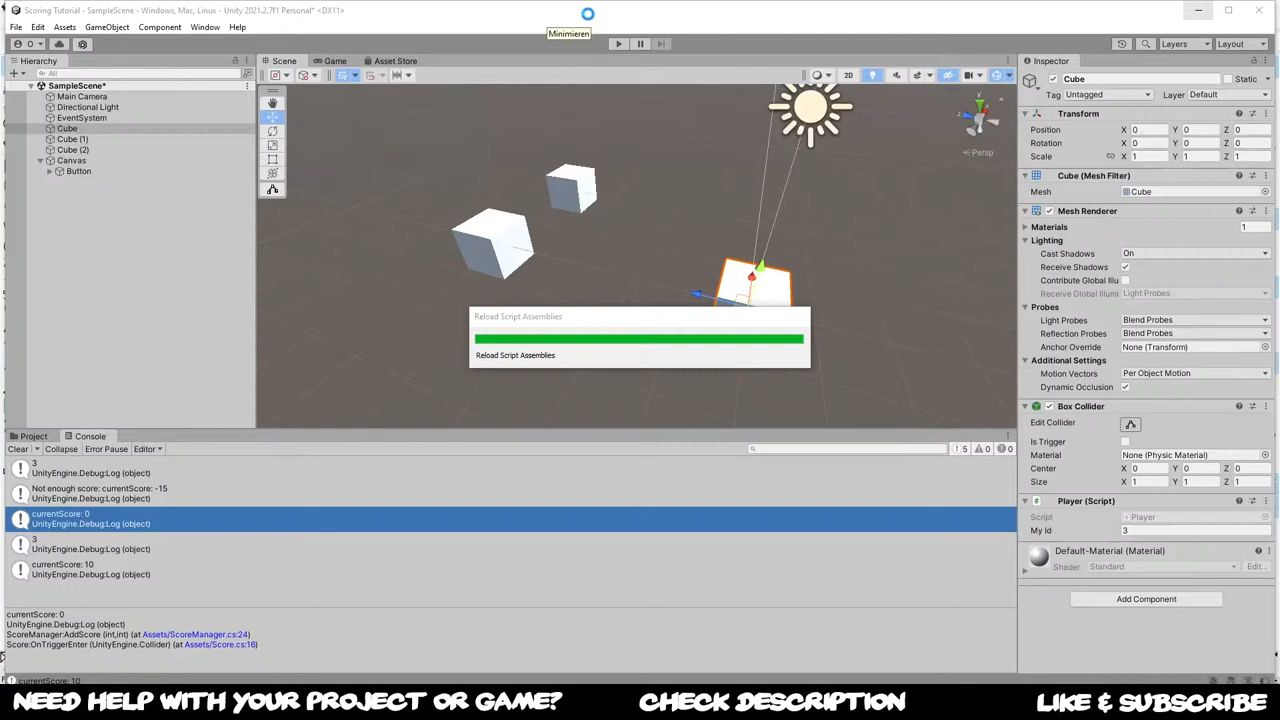 Scoring Tutorial - SampleScene - Windows, Mac, Linux - Unity 2021.2.7f1 Personal* <DX11>
Minimieren
File Edit Assets GameObject Component Window Help
O Layers Layout
Hierarchy
All
SampleScene*
Main Camera
Directional Light
EventSystem
Cube
Cube (1)
Cube (2)
Canvas
Button
Scene Game Asset Store
2D
y
Persp
Reload Script Assemblies
Reload Script Assemblies
Inspector
Cube Static
Tag Untagged Layer Default
Transform
Position X 0 Y 0 Z 0
Rotation X 0 Y 0 Z 0
Scale X 1 Y 1 Z 1
Cube (Mesh Filter)
Mesh Cube
Mesh Renderer
Materials 1
Lighting
Cast Shadows On
Receive Shadows
Contribute Global Illu
Receive Global Illumi Light Probes
Probes
Light Probes Blend Probes
Reflection Probes Blend Probes
Anchor Override None (Transform)
Additional Settings
Motion Vectors Per Object Motion
Dynamic Occlusion
Box Collider
Edit Collider
Is Trigger
Material None (Physic Material)
Center X 0 Y 0 Z 0
Size X 1 Y 1 Z 1
Player (Script)
Script Player
My Id 3
Default-Material (Material)
Shader Standard Edit...
Add Component
Project Console
Clear Collapse Error Pause Editor 5 0 0
3
UnityEngine.Debug:Log (object)
Not enough score: currentScore: -15
UnityEngine.Debug:Log (object)
currentScore: 0
UnityEngine.Debug:Log (object)
3
UnityEngine.Debug:Log (object)
currentScore: 10
UnityEngine.Debug:Log (object)
currentScore: 0
UnityEngine.Debug:Log (object)
ScoreManager:AddScore (int,int) (at Assets/ScoreManager.cs:24)
Score:OnTriggerEnter (UnityEngine.Collider) (at Assets/Score.cs:16)
currentScore: 10
NEED HELP WITH YOUR PROJECT OR GAME? CHECK DESCRIPTION LIKE & SUBSCRIBE